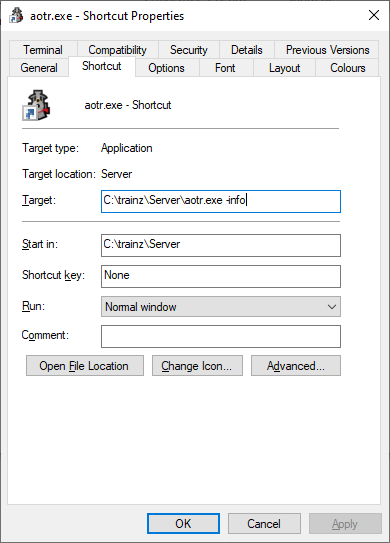 aotr.exe - Shortcut Properties
Terminal Compatibility Security Details Previous Versions
General Shortcut Options Font Layout Colours
aotr.exe - Shortcut
Target type: Application
Target location: Server
Target: C:\trainz\Server\aotr.exe -info
Start in: C:\trainz\Server
Shortcut key: None
Run: Normal window
Comment:
Open File Location Change Icon... Advanced...
OK Cancel Apply